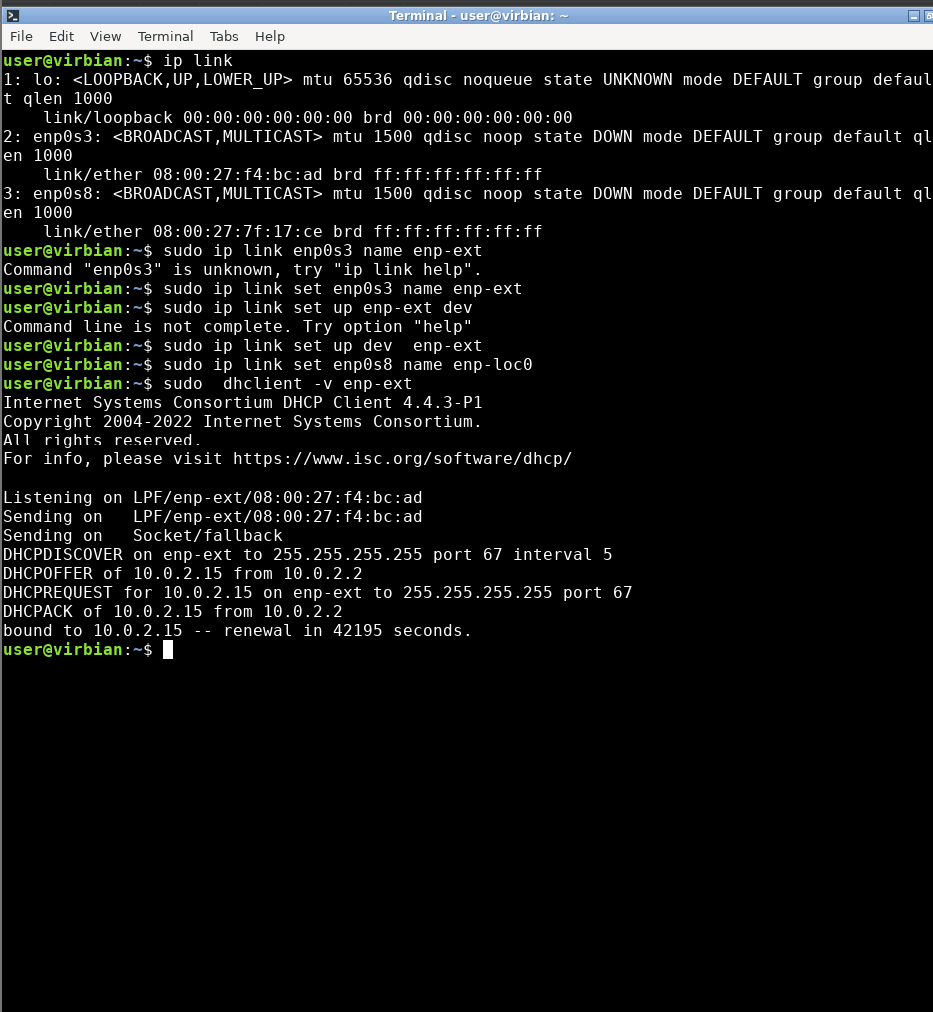 Terminal - user@virbian: ~
File Edit View Terminal Tabs Help
user@virbian:~$ ip link
1: lo: <LOOPBACK,UP,LOWER_UP> mtu 65536 qdisc noqueue state UNKNOWN mode DEFAULT group defaul
t qlen 1000
    link/loopback 00:00:00:00:00:00 brd 00:00:00:00:00:00
2: enp0s3: <BROADCAST,MULTICAST> mtu 1500 qdisc noop state DOWN mode DEFAULT group default ql
en 1000
    link/ether 08:00:27:f4:bc:ad brd ff:ff:ff:ff:ff:ff
3: enp0s8: <BROADCAST,MULTICAST> mtu 1500 qdisc noop state DOWN mode DEFAULT group default ql
en 1000
    link/ether 08:00:27:7f:17:ce brd ff:ff:ff:ff:ff:ff
user@virbian:~$ sudo ip link enp0s3 name enp-ext
Command "enp0s3" is unknown, try "ip link help".
user@virbian:~$ sudo ip link set enp0s3 name enp-ext
user@virbian:~$ sudo ip link set up enp-ext dev
Command line is not complete. Try option "help"
user@virbian:~$ sudo ip link set up dev  enp-ext
user@virbian:~$ sudo ip link set enp0s8 name enp-loc0
user@virbian:~$ sudo  dhclient -v enp-ext
Internet Systems Consortium DHCP Client 4.4.3-P1
Copyright 2004-2022 Internet Systems Consortium.
All rights reserved.
For info, please visit https://www.isc.org/software/dhcp/

Listening on LPF/enp-ext/08:00:27:f4:bc:ad
Sending on   LPF/enp-ext/08:00:27:f4:bc:ad
Sending on   Socket/fallback
DHCPDISCOVER on enp-ext to 255.255.255.255 port 67 interval 5
DHCPOFFER of 10.0.2.15 from 10.0.2.2
DHCPREQUEST for 10.0.2.15 on enp-ext to 255.255.255.255 port 67
DHCPACK of 10.0.2.15 from 10.0.2.2
bound to 10.0.2.15 -- renewal in 42195 seconds.
user@virbian:~$